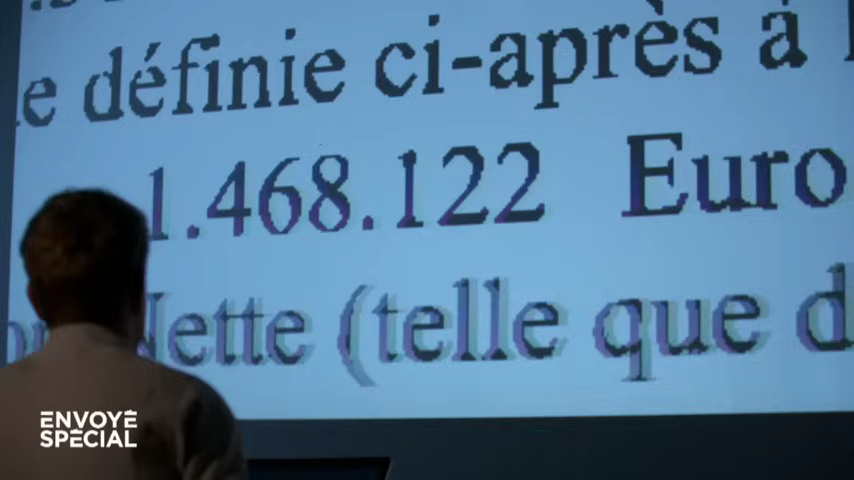 e définie ci-après à
1.468.122 Euro
Nette (telle que d
ENVOYÉ
SPÉCIAL